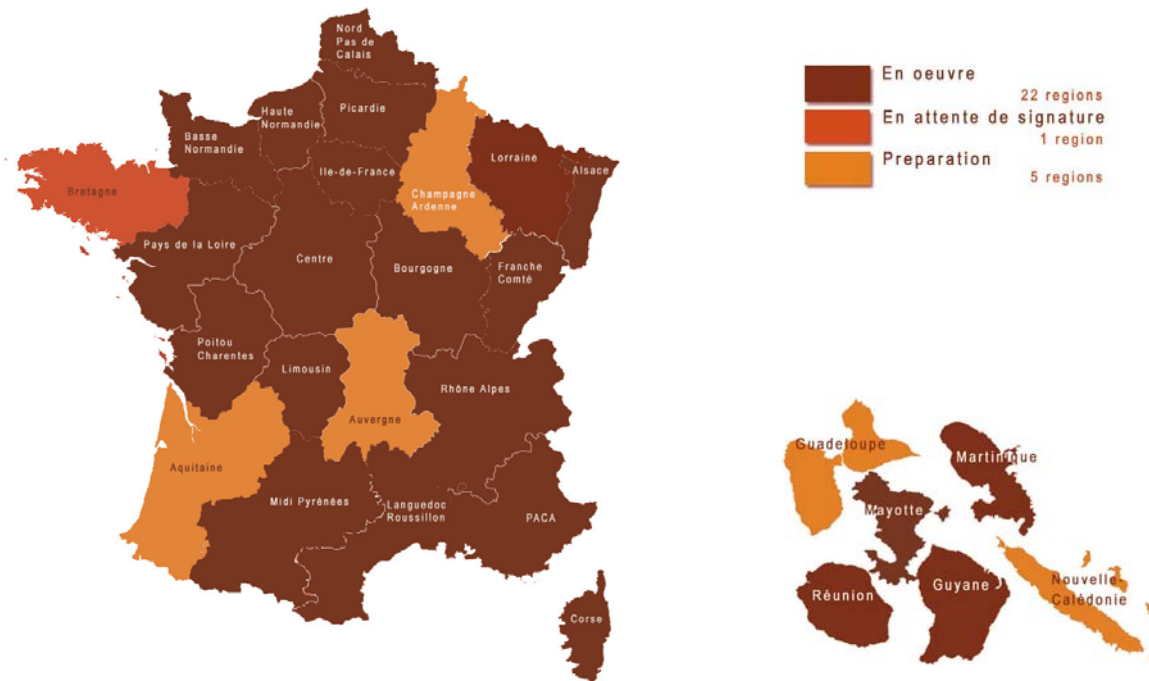 Nord
Pas de
Calais
Picardie
Haute
Normandie
Basse
Normandie
Ile-de-France
Lorraine
Alsace
Champagne
Ardenne
Bretagne
Pays de la Loire
Centre
Bourgogne
Franche
Comté
Poitou
Charentes
Limousin
Auvergne
Rhône Alpes
Aquitaine
Midi Pyrénées
Languedoc
Roussillon
PACA
Corse
En oeuvre
22 regions
En attente de signature
1 region
Preparation
5 regions
Guadeloupe
Martinique
Mayotte
Réunion
Guyane
Nouvelle-
Calédonie